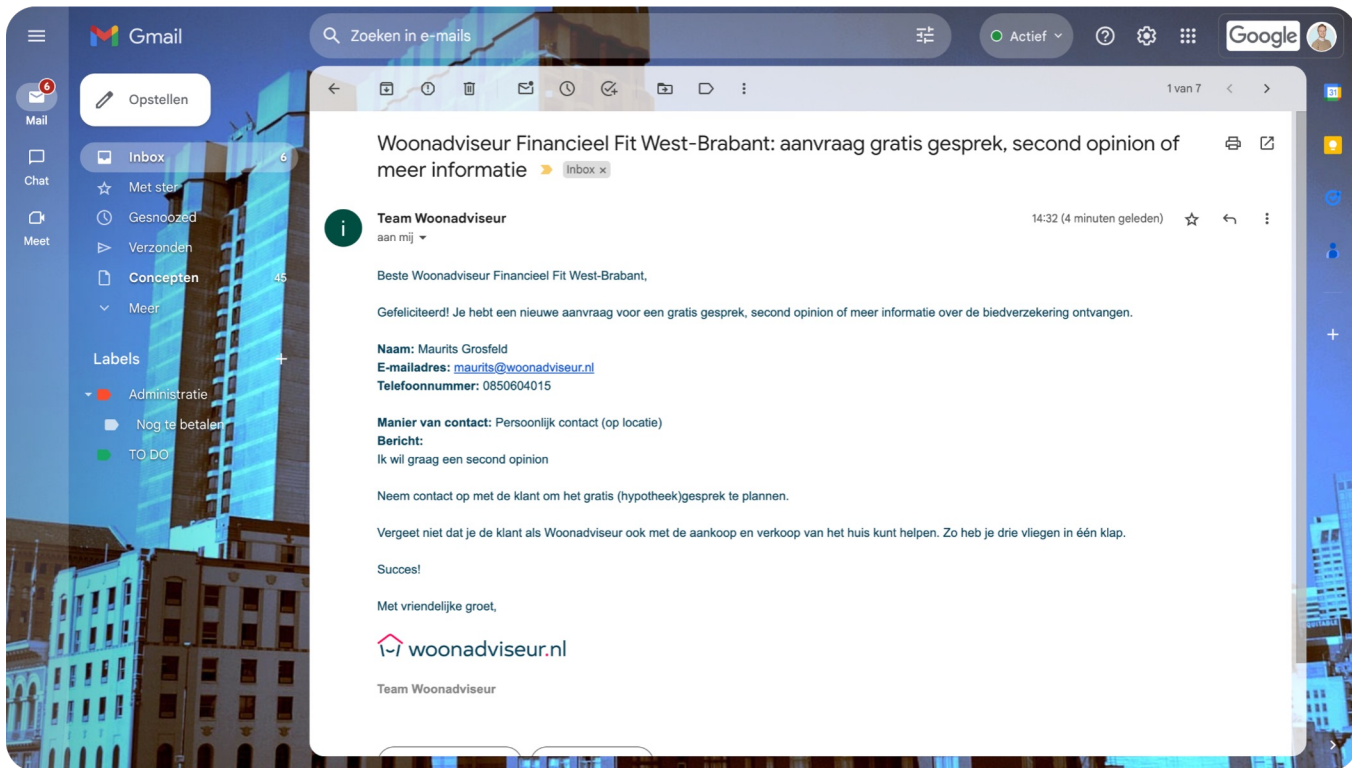 Gmail
Zoeken in e-mails
Actief
Google
6
Mail
Chat
Meet
Opstellen
Inbox 6
Met ster
Gesnoozed
Verzonden
Concepten 45
Meer
Labels
Administratie
Nog te betalen
TO DO
1 van 7
31
Woonadviseur Financieel Fit West-Brabant: aanvraag gratis gesprek, second opinion of
meer informatie Inbox x
i
Team Woonadviseur 14:32 (4 minuten geleden)
aan mij
Beste Woonadviseur Financieel Fit West-Brabant,
Gefeliciteerd! Je hebt een nieuwe aanvraag voor een gratis gesprek, second opinion of meer informatie over de biedverzekering ontvangen.
Naam: Maurits Grosfeld
E-mailadres: maurits@woonadviseur.nl
Telefoonnummer: 0850604015
Manier van contact: Persoonlijk contact (op locatie)
Bericht:
Ik wil graag een second opinion
Neem contact op met de klant om het gratis (hypotheek)gesprek te plannen.
Vergeet niet dat je de klant als Woonadviseur ook met de aankoop en verkoop van het huis kunt helpen. Zo heb je drie vliegen in één klap.
Succes!
Met vriendelijke groet,
woonadviseur.nl
Team Woonadviseur
EQUITABLE